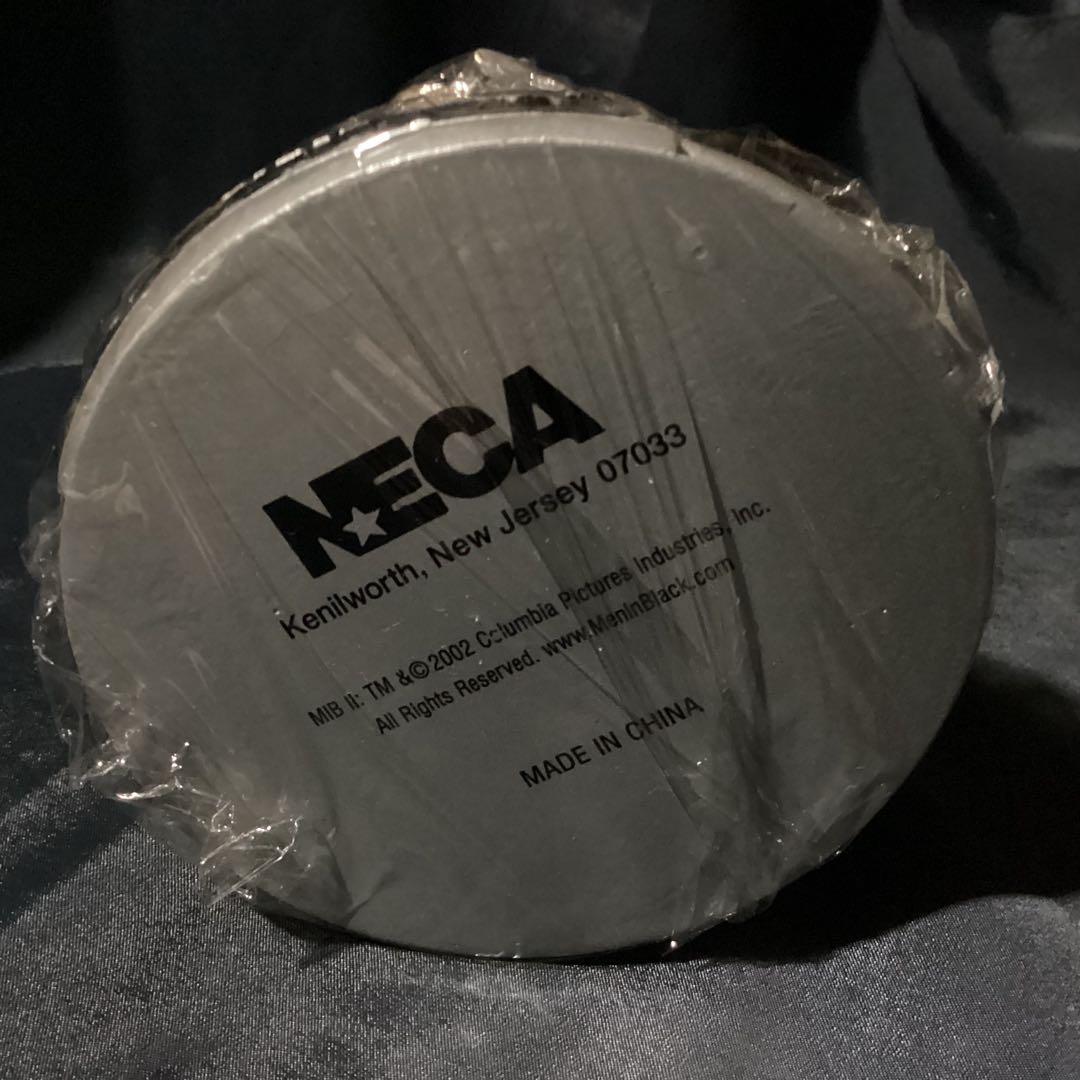 NECA
Kenilworth, New Jersey 07033
MIB II: TM &©2002 Columbia Pictures Industries, Inc.
All Rights Reserved. www.MenInBlack.com
MADE IN CHINA